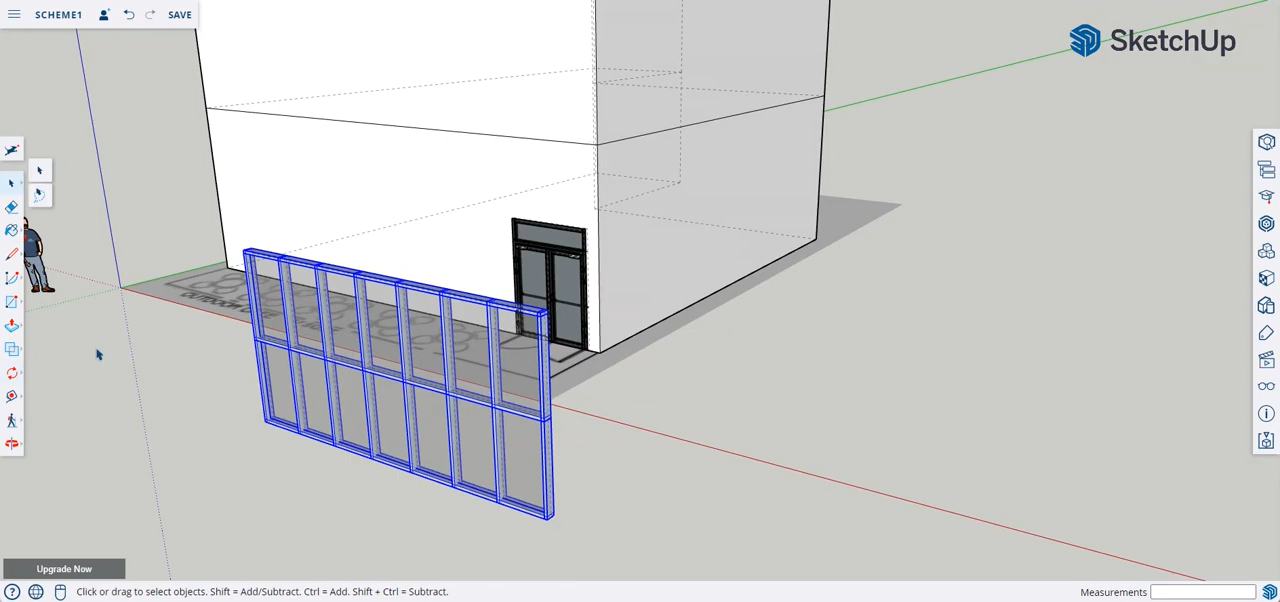 SCHEME1
SAVE
SketchUp
Upgrade Now
Click or drag to select objects. Shift = Add/Subtract. Ctrl = Add. Shift + Ctrl = Subtract.
Measurements